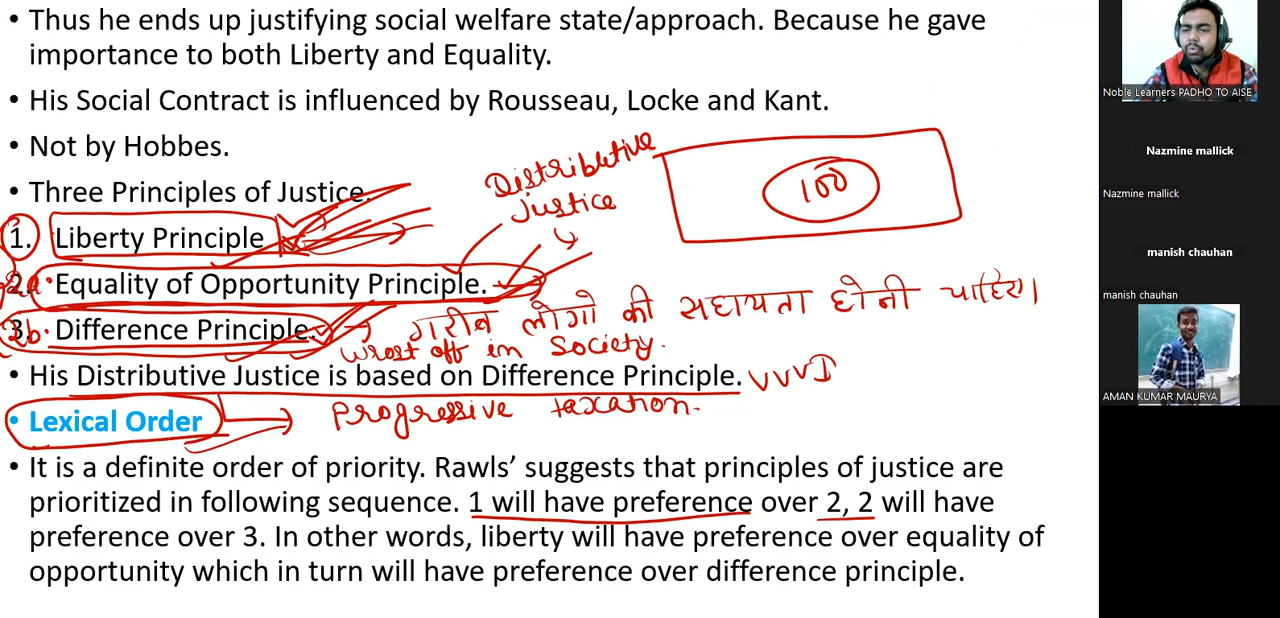 • Thus he ends up justifying social welfare state/approach. Because he gave
importance to both Liberty and Equality.
• His Social Contract is influenced by Rousseau, Locke and Kant.
• Not by Hobbes.
• Three Principles of Justice.
Distributive
justice
100
1. Liberty Principle
2a. Equality of Opportunity Principle.
3b. Difference Principle.
गरीब लोगो की सहायता होनी चाहिए।
wrost off in society.
• His Distributive Justice is based on Difference Principle. VVVI
• Lexical Order
Progressive taxation.
• It is a definite order of priority. Rawls’ suggests that principles of justice are
prioritized in following sequence. 1 will have preference over 2, 2 will have
preference over 3. In other words, liberty will have preference over equality of
opportunity which in turn will have preference over difference principle.
Noble Learners PADHO TO AISE
Nazmine mallick
Nazmine mallick
manish chauhan
manish chauhan
AMAN KUMAR MAURYA